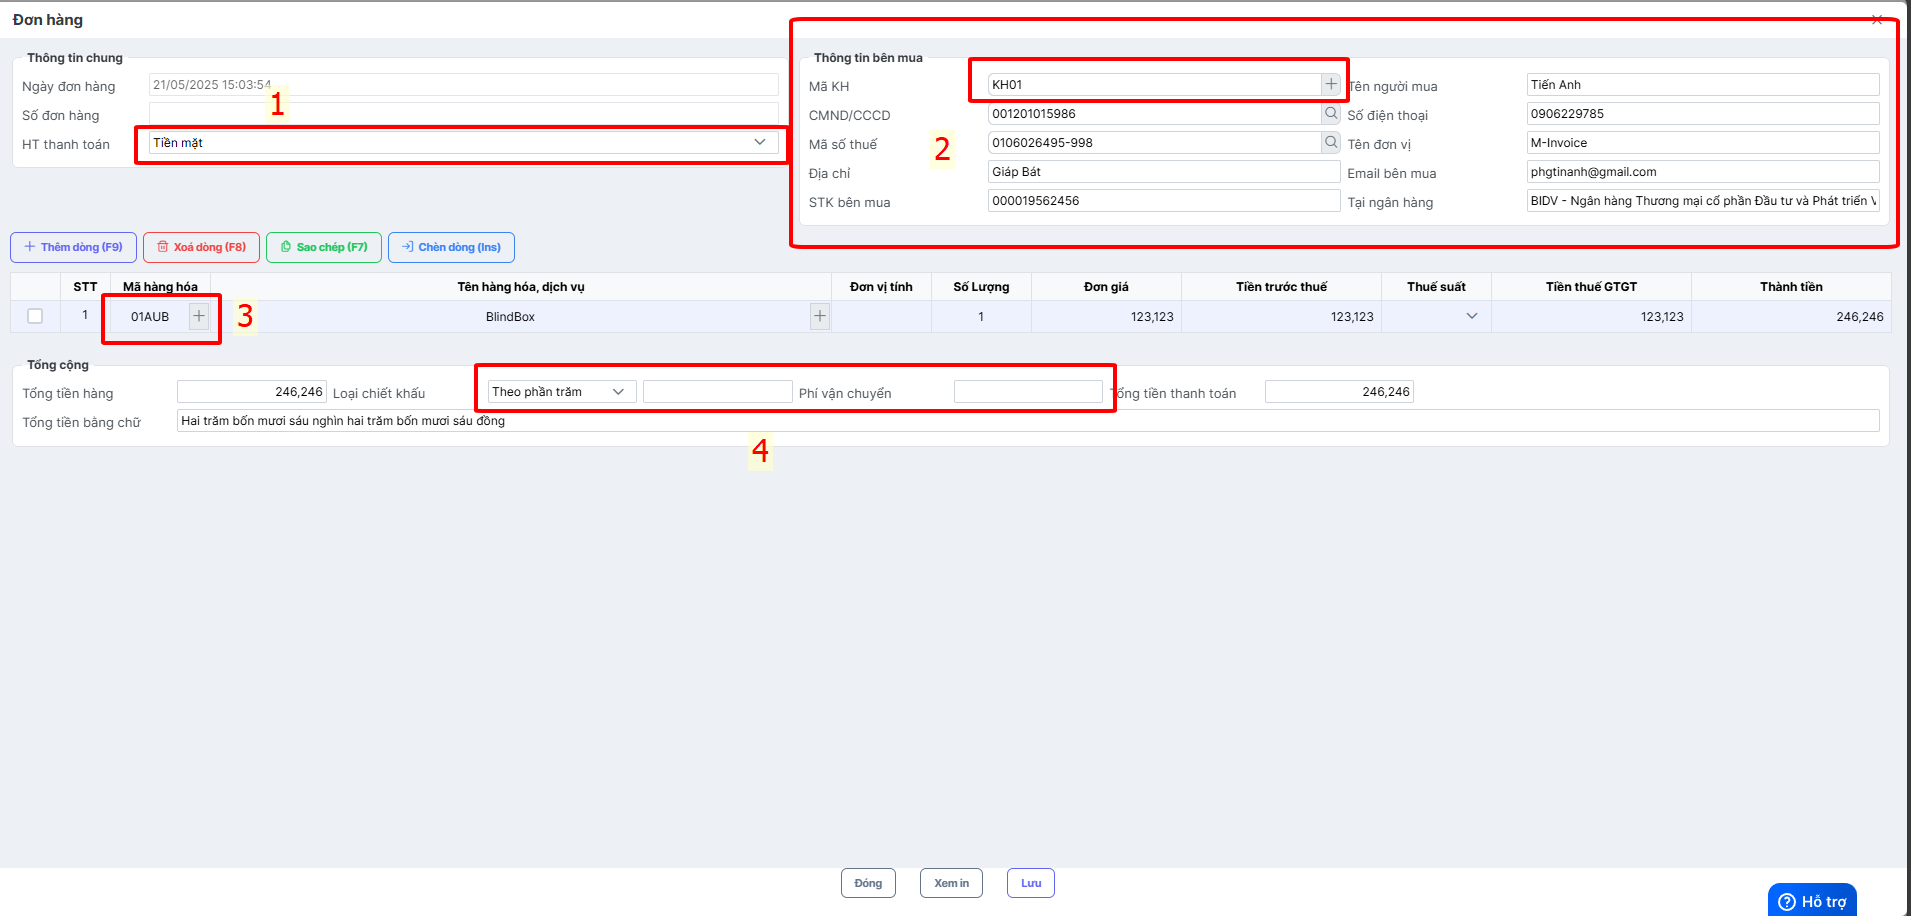 Đơn hàng
Thông tin chung
Ngày đơn hàng 21/05/2025 15:03:54
1
Số đơn hàng
HT thanh toán Tiền mặt
Thông tin bên mua
Mã KH KH01 Tên người mua Tiến Anh
CMND/CCCD 001201015986 Số điện thoại 0906229785
2
Mã số thuế 0106026495-998 Tên đơn vị M-Invoice
Địa chỉ Giáp Bát Email bên mua phgtinanh@gmail.com
STK bên mua 000019562456 Tại ngân hàng BIDV - Ngân hàng Thương mại cổ phần Đầu tư và Phát triển V
Thêm dòng (F9) Xoá dòng (F8) Sao chép (F7) Chèn dòng (Ins)
STT Mã hàng hóa Tên hàng hóa, dịch vụ Đơn vị tính Số Lượng Đơn giá Tiền trước thuế Thuế suất Tiền thuế GTGT Thành tiền
1 01AUB BlindBox 1 123,123 123,123 123,123 246,246
3
Tổng cộng
Tổng tiền hàng 246,246 Loại chiết khấu Theo phần trăm Phí vận chuyển Tổng tiền thanh toán 246,246
Tổng tiền bằng chữ Hai trăm bốn mươi sáu nghìn hai trăm bốn mươi sáu đồng
4
Đóng Xem in Lưu
Hỗ trợ